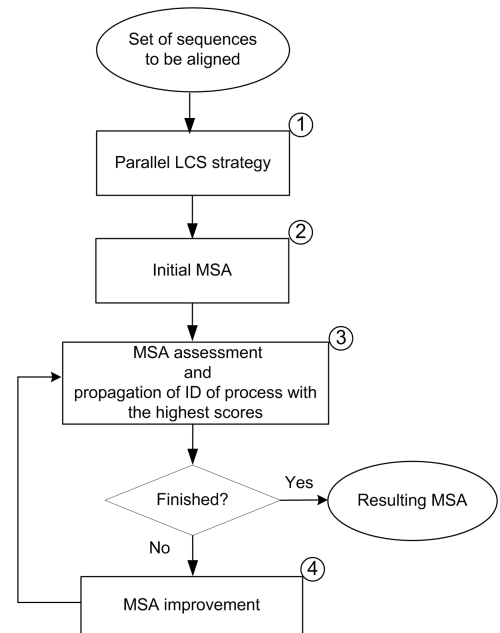 Set of sequences
to be aligned
1
Parallel LCS strategy
2
Initial MSA
3
MSA assessment
and
propagation of ID of process with
the highest scores
Finished?
Yes
Resulting MSA
No
4
MSA improvement